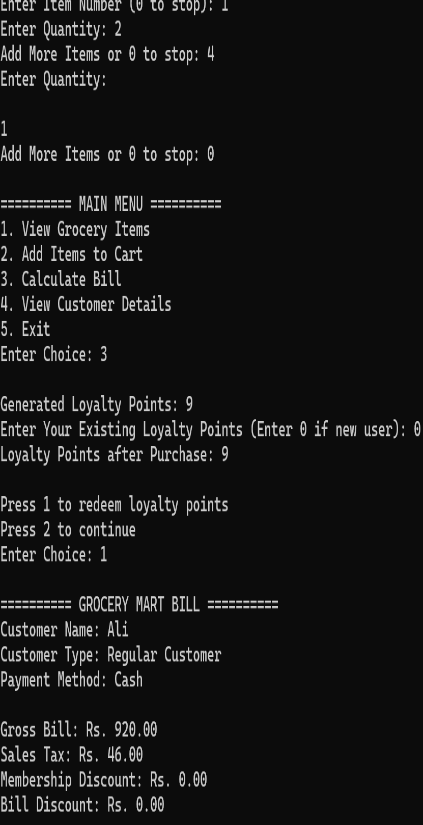 Enter Item Number (0 to stop): 1
Enter Quantity: 2
Add More Items or 0 to stop: 4
Enter Quantity:
1
Add More Items or 0 to stop: 0
========== MAIN MENU ==========
1. View Grocery Items
2. Add Items to Cart
3. Calculate Bill
4. View Customer Details
5. Exit
Enter Choice: 3
Generated Loyalty Points: 9
Enter Your Existing Loyalty Points (Enter 0 if new user): 0
Loyalty Points after Purchase: 9
Press 1 to redeem loyalty points
Press 2 to continue
Enter Choice: 1
========== GROCERY MART BILL ==========
Customer Name: Ali
Customer Type: Regular Customer
Payment Method: Cash
Gross Bill: Rs. 920.00
Sales Tax: Rs. 46.00
Membership Discount: Rs. 0.00
Bill Discount: Rs. 0.00